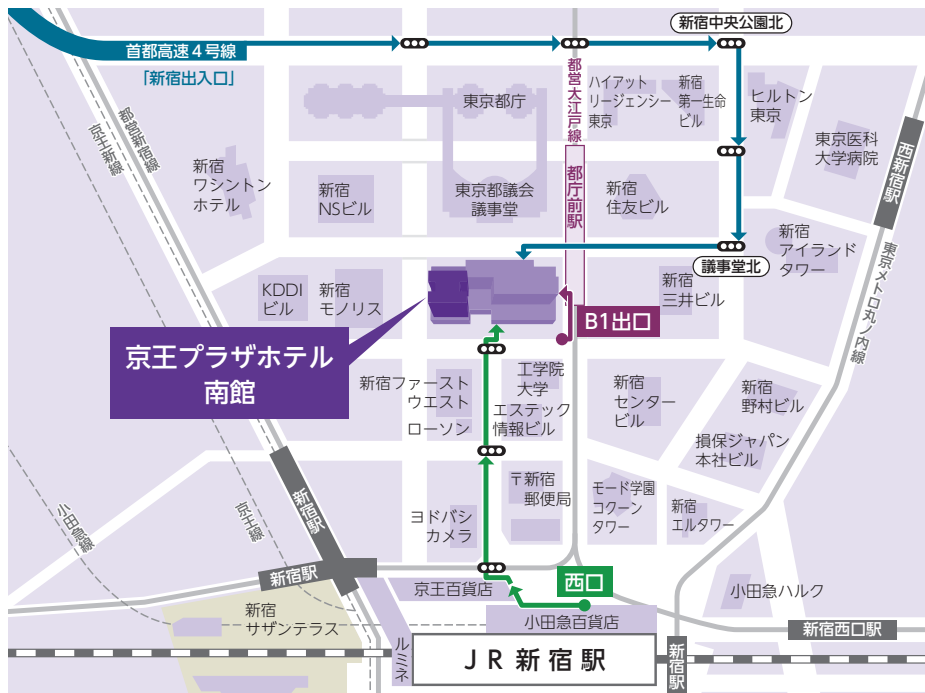 新宿中央公園北
首都高速4号線
「新宿出入口」
都営大江戸線
ハイアット
リージェンシー
東京
新宿
第一生命
ビル
ヒルトン
東京
東京都庁
東京医科
大学病院
西新宿駅
都営新宿線
京王新線
新宿
ワシントン
ホテル
新宿
NSビル
東京都議会
議事堂
都庁前駅
新宿
住友ビル
新宿
アイランド
タワー
議事堂北
東京メトロ丸ノ内線
KDDI
ビル
新宿
モノリス
新宿
三井ビル
B1出口
京王プラザホテル
南館
新宿ファースト
ウエスト
ローソン
工学院
大学
エステック
情報ビル
新宿
センター
ビル
新宿
野村ビル
損保ジャパン
本社ビル
新宿駅
〒新宿
郵便局
モード学園
コクーン
タワー
新宿
エルタワー
小田急線
京王線
ヨドバシ
カメラ
新宿駅
京王百貨店
西口
小田急ハルク
新宿
サザンテラス
小田急百貨店
新宿西口駅
ルミネ
JR新宿駅
新宿駅